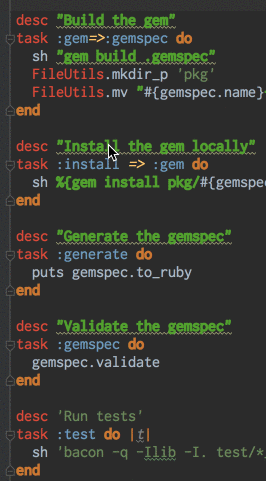 desc "Build the gem"
task :gem=>:gemspec do
sh "gem build .gemspec"
FileUtils.mkdir_p 'pkg'
FileUtils.mv "#{gemspec.name}
end
desc "Install the gem locally"
task :install => :gem do
sh %{gem install pkg/#{gemspe
end
desc "Generate the gemspec"
task :generate do
puts gemspec.to_ruby
end
desc "Validate the gemspec"
task :gemspec do
gemspec.validate
end
desc 'Run tests'
task :test do |t|
sh 'bacon -q -Ilib -I. test/*
end